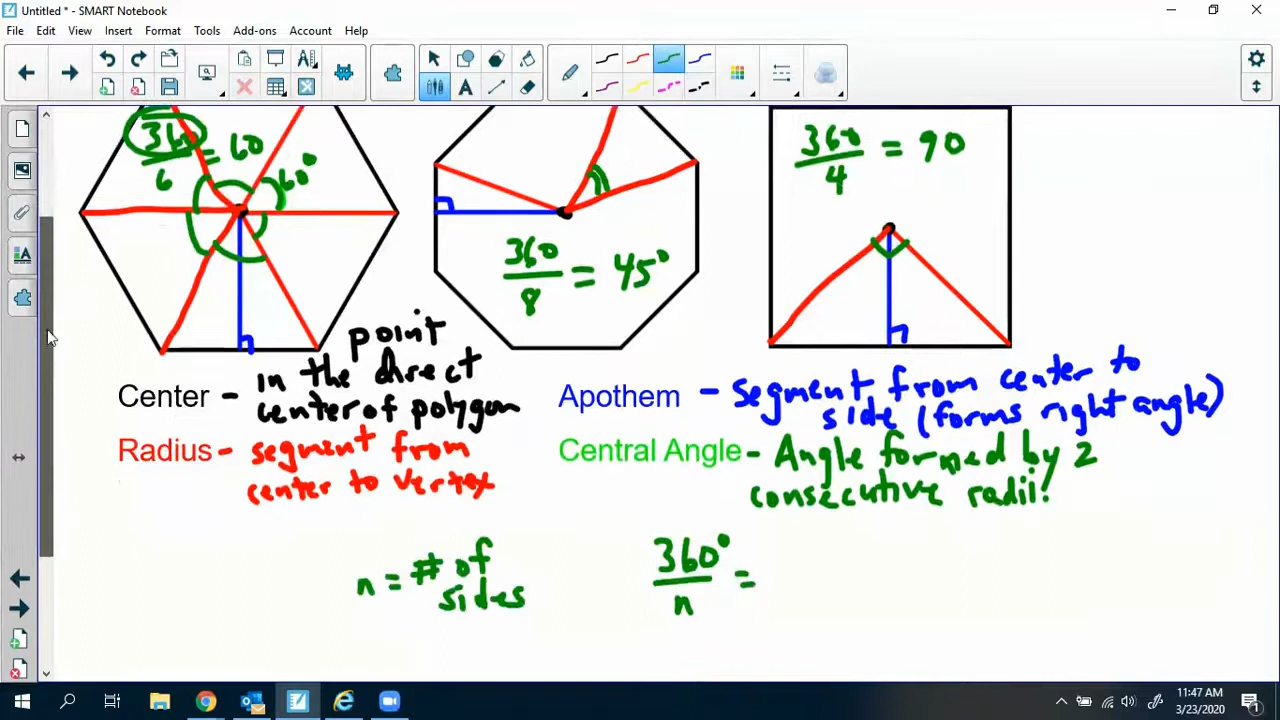 Untitled * - SMART Notebook
File Edit View Insert Format Tools Add-ons Account Help
360/6 = 60
60°
360/8 = 45°
360/4 = 90
Center - point in the direct
center of polygon
Radius - segment from
center to vertex
Apothem - segment from center to
side (forms right angle)
Central Angle - Angle formed by 2
consecutive radii!
n = # of
sides
360°/n =
11:47 AM
3/23/2020